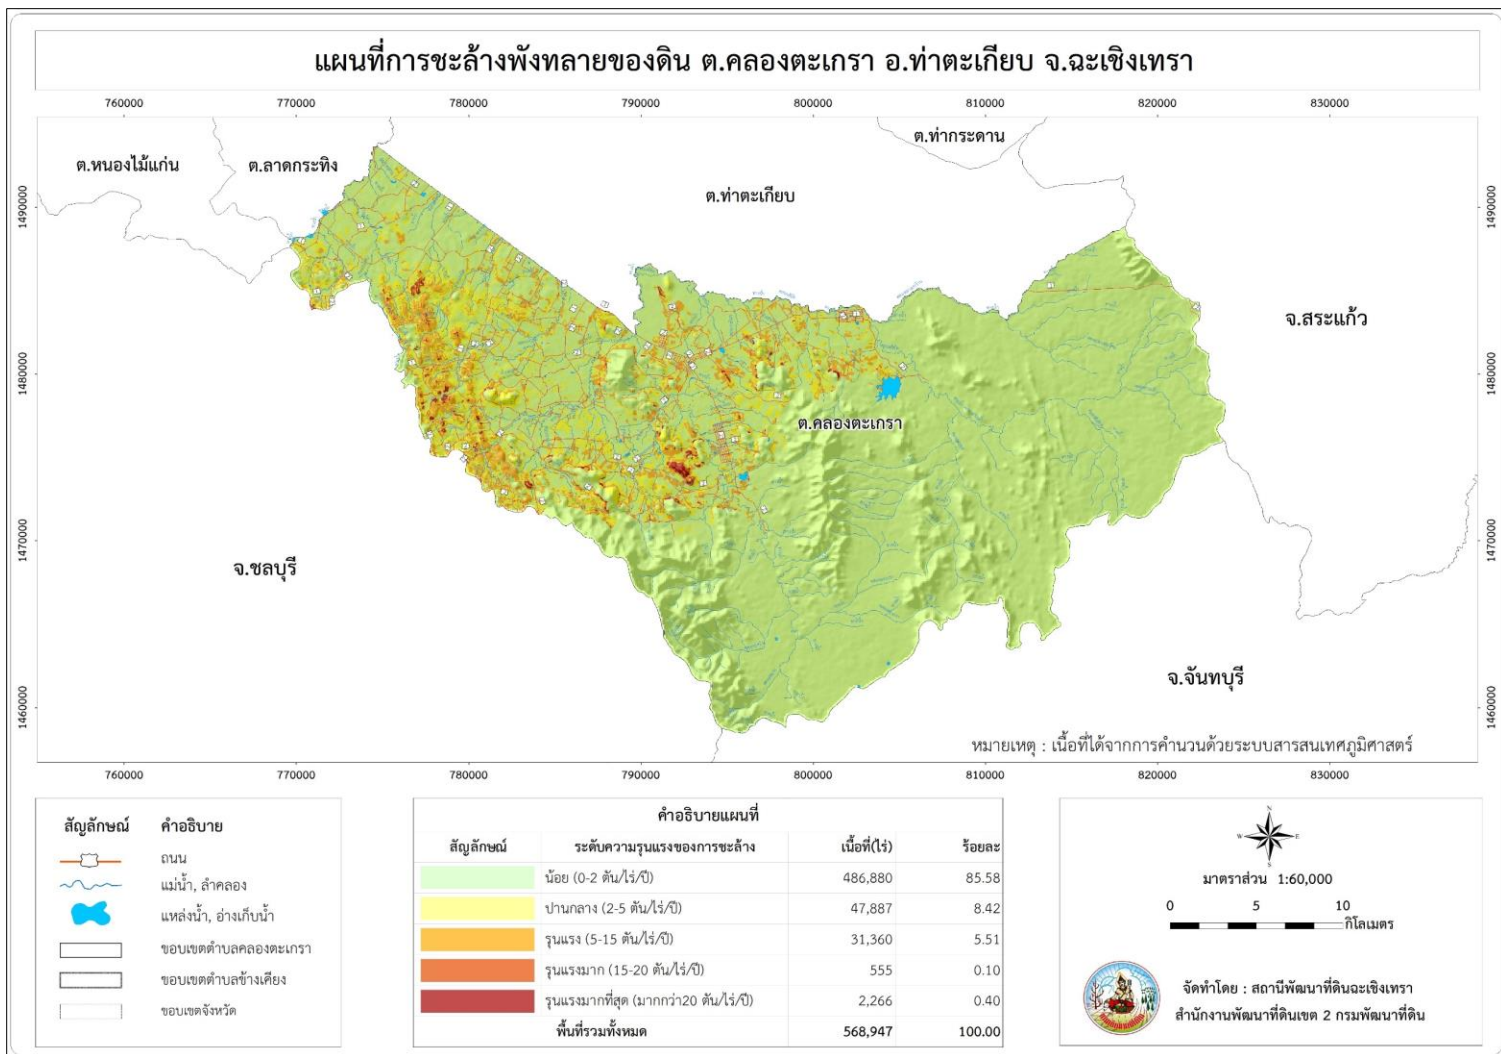 แผนที่การชะล้างพังทลายของดิน ต.คลองตะเกรา อ.ท่าตะเกียบ จ.ฉะเชิงเทรา
760000 770000 780000 790000 800000 810000 820000 830000
ต.ท่ากระดาน
ต.หนองไม้แก่น
ต.ลาดกระทิง
ต.ท่าตะเกียบ
1490000 1490000
จ.สระแก้ว
1480000 1480000
ต.คลองตะเกรา
1470000 1470000
จ.ชลบุรี
จ.จันทบุรี
1460000 1460000
หมายเหตุ : เนื้อที่ได้จากการคำนวนด้วยระบบสารสนเทศภูมิศาสตร์
760000 770000 780000 790000 800000 810000 820000 830000
สัญลักษณ์ คำอธิบาย
ถนน
แม่น้ำ, ลำคลอง
แหล่งน้ำ, อ่างเก็บน้ำ
ขอบเขตตำบลคลองตะเกรา
ขอบเขตตำบลข้างเคียง
ขอบเขตจังหวัด
คำอธิบายแผนที่
สัญลักษณ์ ระดับความรุนแรงของการชะล้าง เนื้อที่(ไร่) ร้อยละ
น้อย (0-2 ตัน/ไร่/ปี) 486,880 85.58
ปานกลาง (2-5 ตัน/ไร่/ปี) 47,887 8.42
รุนแรง (5-15 ตัน/ไร่/ปี) 31,360 5.51
รุนแรงมาก (15-20 ตัน/ไร่/ปี) 555 0.10
รุนแรงมากที่สุด (มากกว่า20 ตัน/ไร่/ปี) 2,266 0.40
พื้นที่รวมทั้งหมด 568,947 100.00
N
W E
S
มาตราส่วน 1:60,000
0 5 10
กิโลเมตร
จัดทำโดย : สถานีพัฒนาที่ดินฉะเชิงเทรา
สำนักงานพัฒนาที่ดินเขต 2 กรมพัฒนาที่ดิน